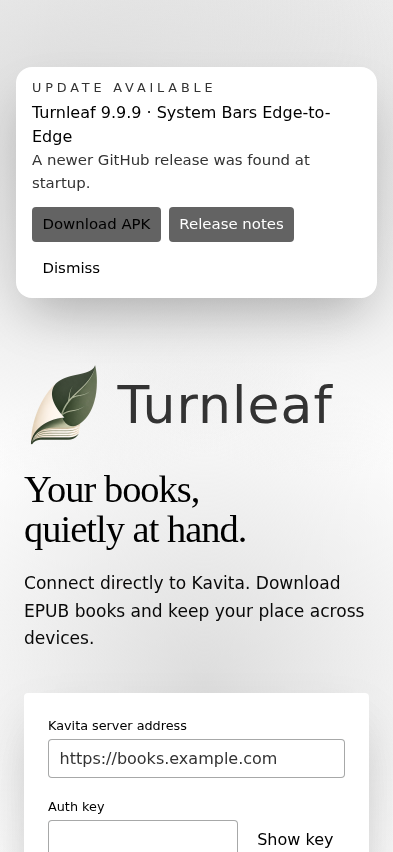 UPDATE AVAILABLE
Turnleaf 9.9.9 · System Bars Edge-to-
Edge
A newer GitHub release was found at
startup.
Download APK Release notes
Dismiss
Turnleaf
Your books,
quietly at hand.
Connect directly to Kavita. Download
EPUB books and keep your place across
devices.
Kavita server address
https://books.example.com
Auth key
Show key